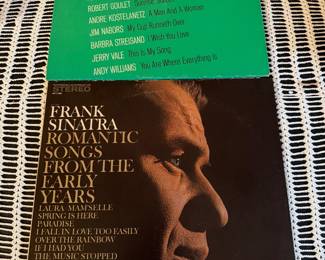 ROBERT GOULET
ANDRE KOSTELANETZ A Man And A Woman
JIM NABORS My Cup Runneth Over
BARBRA STREISAND I Wish You Love
JERRY VALE This Is My Song
ANDY WILLIAMS You Are Where Everything Is
STEREO
FRANK
SINATRA
ROMANTIC
SONGS
FROM THE
EARLY
YEARS
LAURA·MAM'SELLE
SPRING IS HERE
PARADISE
I FALL IN LOVE TOO EASILY
OVER THE RAINBOW
IF I HAD YOU
THE MUSIC STOPPED